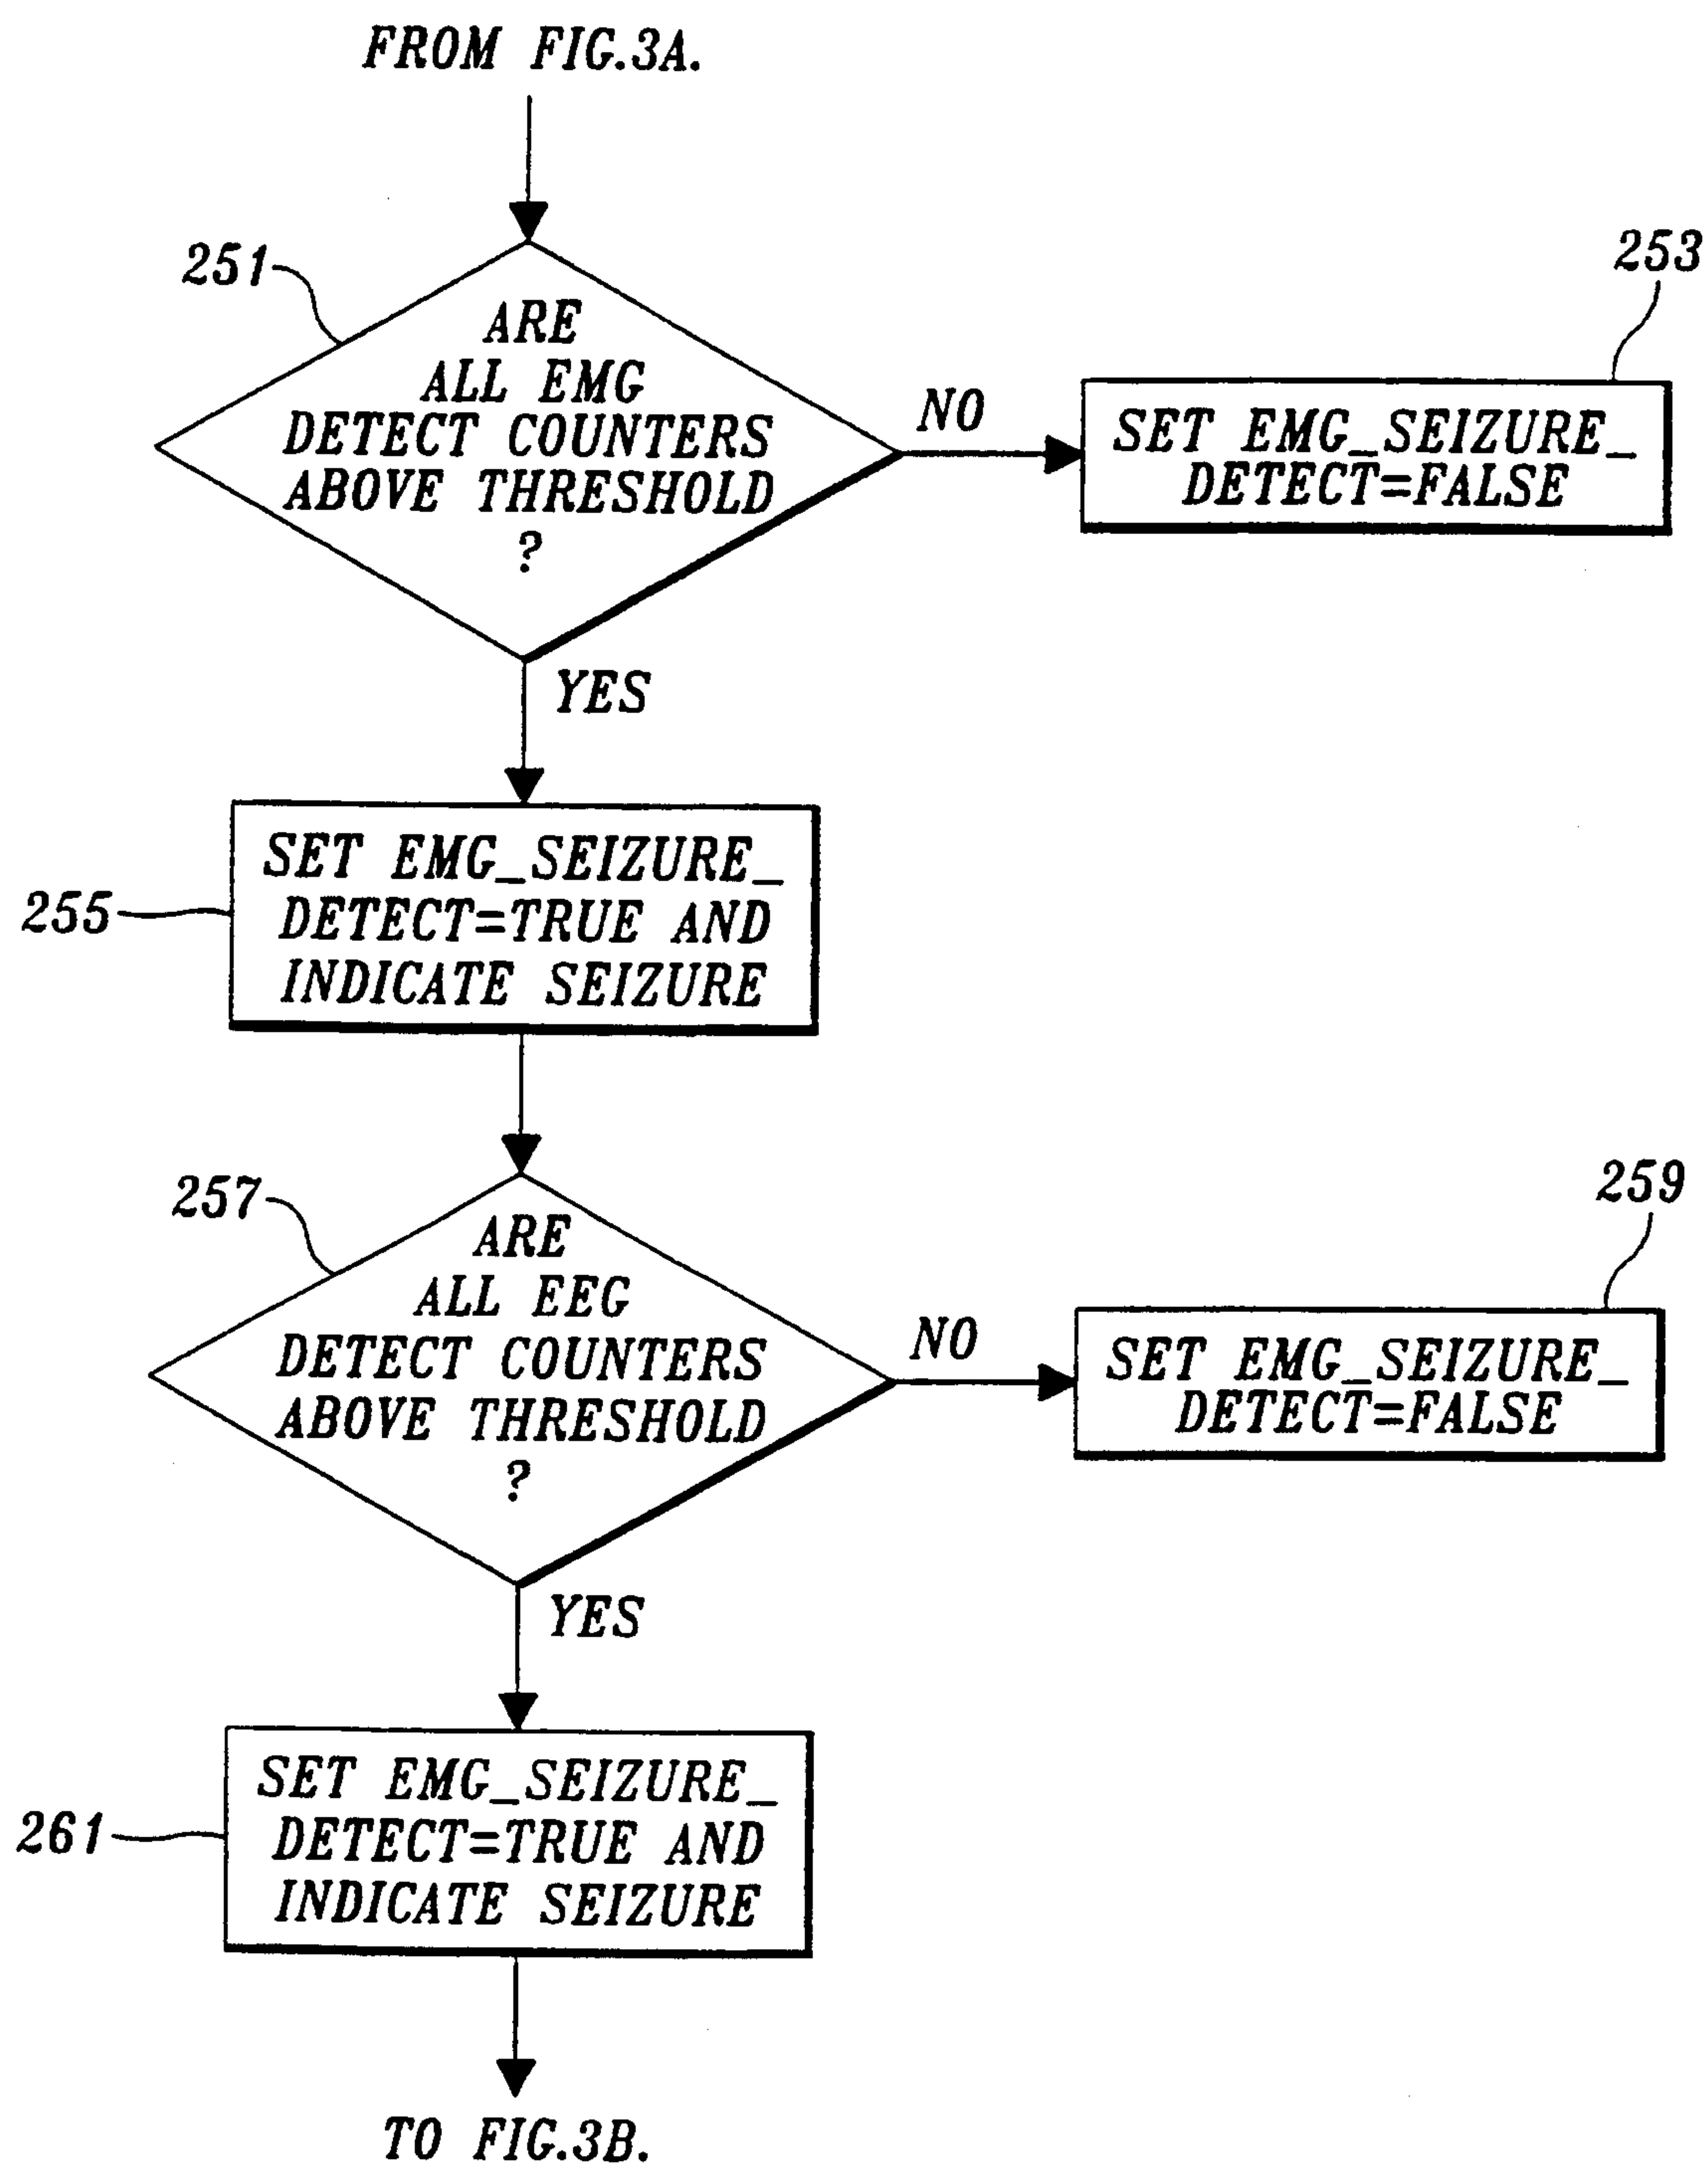 FROM FIG.3A.
251
ARE
ALL EMG
DETECT COUNTERS
ABOVE THRESHOLD
?
NO
253
SET EMG_SEIZURE_
DETECT=FALSE
YES
255
SET EMG_SEIZURE_
DETECT=TRUE AND
INDICATE SEIZURE
257
ARE
ALL EEG
DETECT COUNTERS
ABOVE THRESHOLD
?
NO
259
SET EMG_SEIZURE_
DETECT=FALSE
YES
261
SET EMG_SEIZURE_
DETECT=TRUE AND
INDICATE SEIZURE
TO FIG.3B.